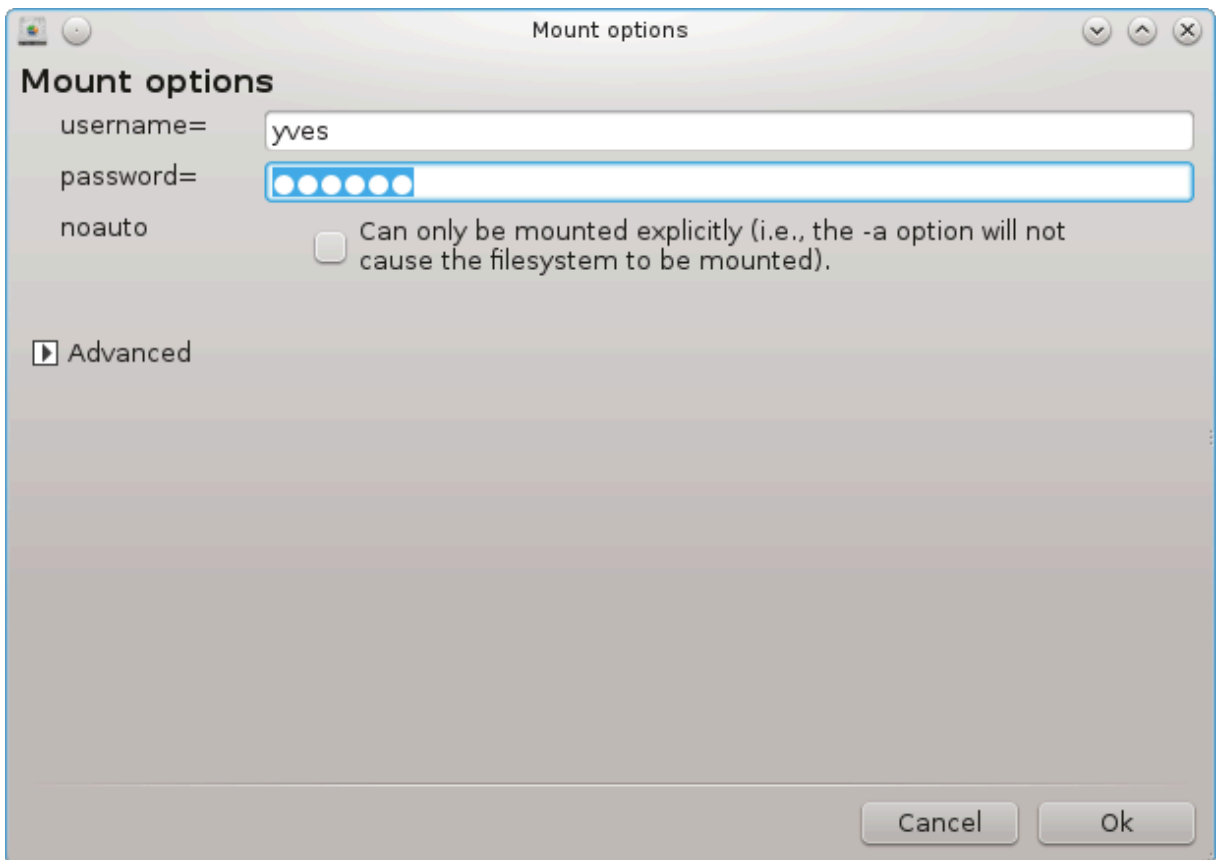 Mount options
Mount options
username=
yves
password=
●●●●●●
noauto
Can only be mounted explicitly (i.e., the -a option will not
cause the filesystem to be mounted).
Advanced
Cancel
Ok